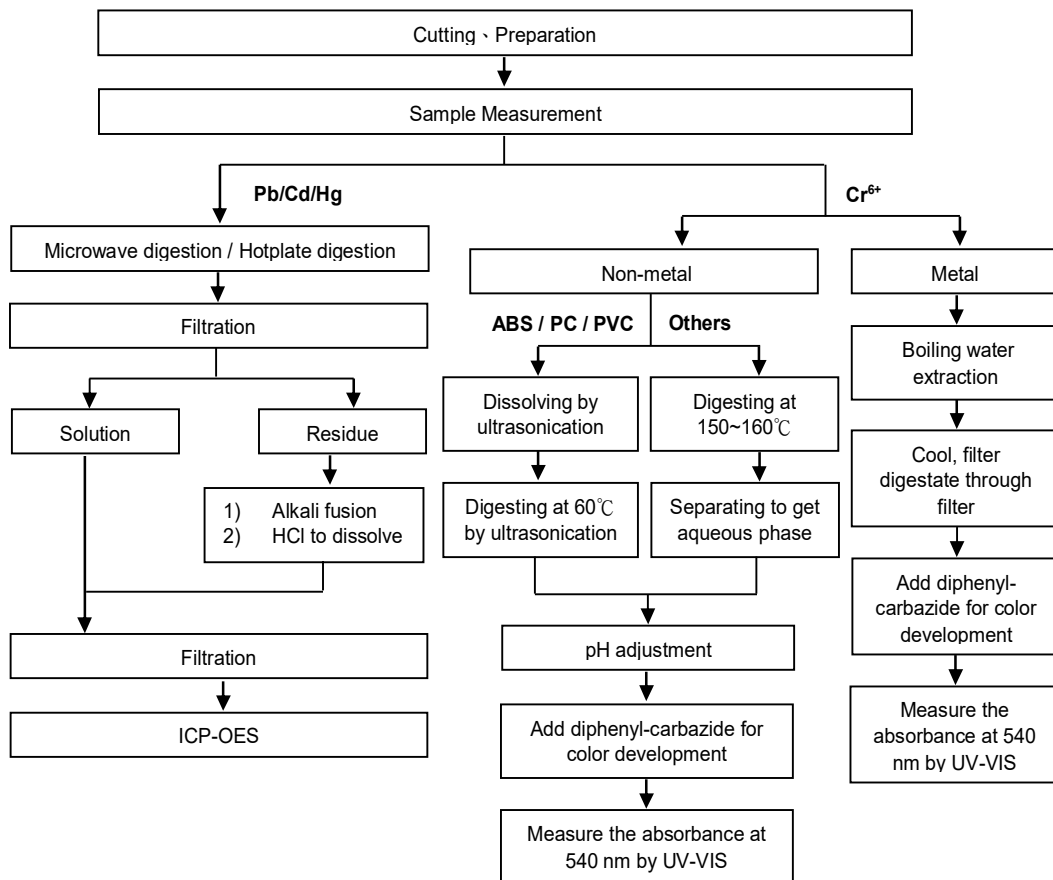 Cutting、Preparation
Sample Measurement
Pb/Cd/Hg
Cr⁶⁺
Microwave digestion / Hotplate digestion
Non-metal
Metal
Filtration
ABS / PC / PVC
Others
Boiling water
extraction
Solution
Residue
Dissolving by
ultrasonication
Digesting at
150~160℃
Cool, filter
digestate through
filter
1) Alkali fusion
2) HCl to dissolve
Digesting at 60℃
by ultrasonication
Separating to get
aqueous phase
Add diphenyl-
carbazide for color
development
Filtration
pH adjustment
Measure the
absorbance at 540
nm by UV-VIS
ICP-OES
Add diphenyl-carbazide for
color development
Measure the absorbance at
540 nm by UV-VIS